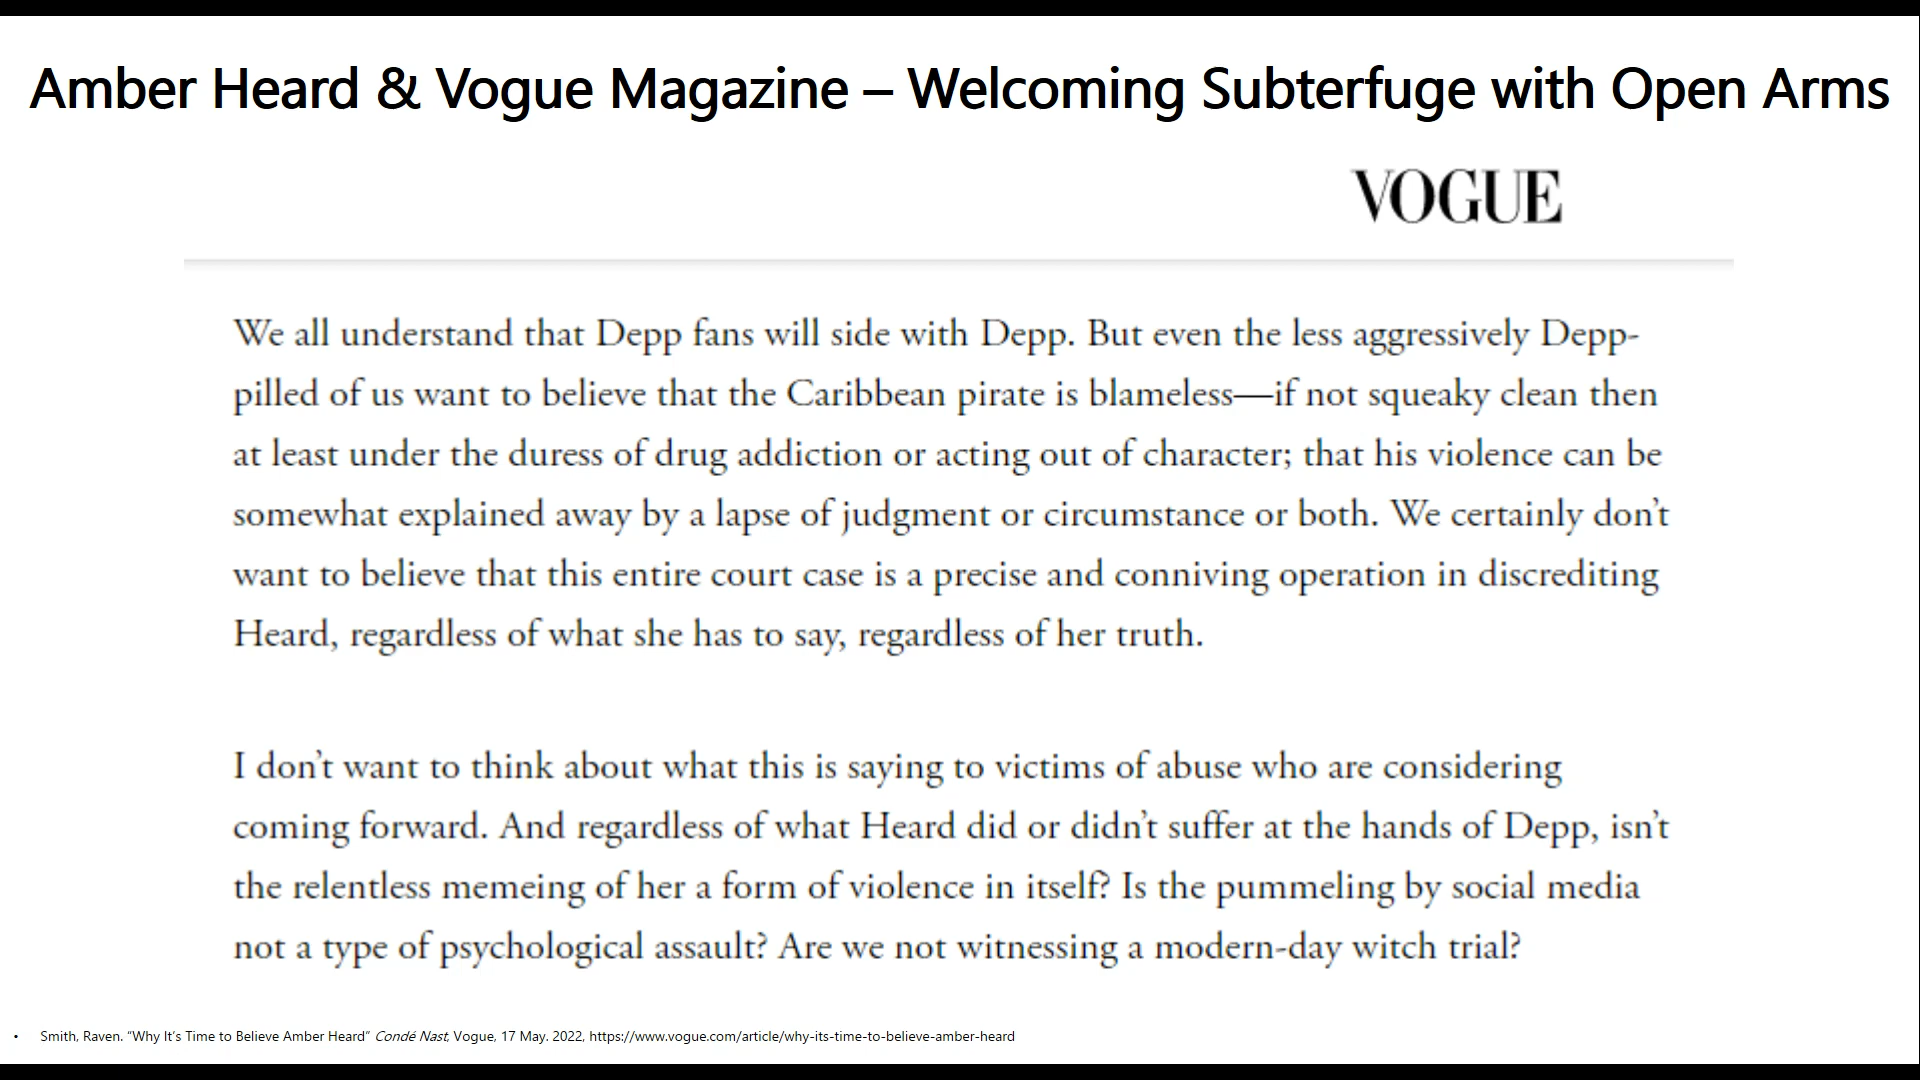 Amber Heard & Vogue Magazine – Welcoming Subterfuge with Open Arms
VOGUE
We all understand that Depp fans will side with Depp. But even the less aggressively Depp-
pilled of us want to believe that the Caribbean pirate is blameless—if not squeaky clean then
at least under the duress of drug addiction or acting out of character; that his violence can be
somewhat explained away by a lapse of judgment or circumstance or both. We certainly don’t
want to believe that this entire court case is a precise and conniving operation in discrediting
Heard, regardless of what she has to say, regardless of her truth.
I don’t want to think about what this is saying to victims of abuse who are considering
coming forward. And regardless of what Heard did or didn’t suffer at the hands of Depp, isn’t
the relentless memeing of her a form of violence in itself? Is the pummeling by social media
not a type of psychological assault? Are we not witnessing a modern-day witch trial?
• Smith, Raven. “Why It’s Time to Believe Amber Heard” Condé Nast, Vogue, 17 May. 2022, https://www.vogue.com/article/why-its-time-to-believe-amber-heard